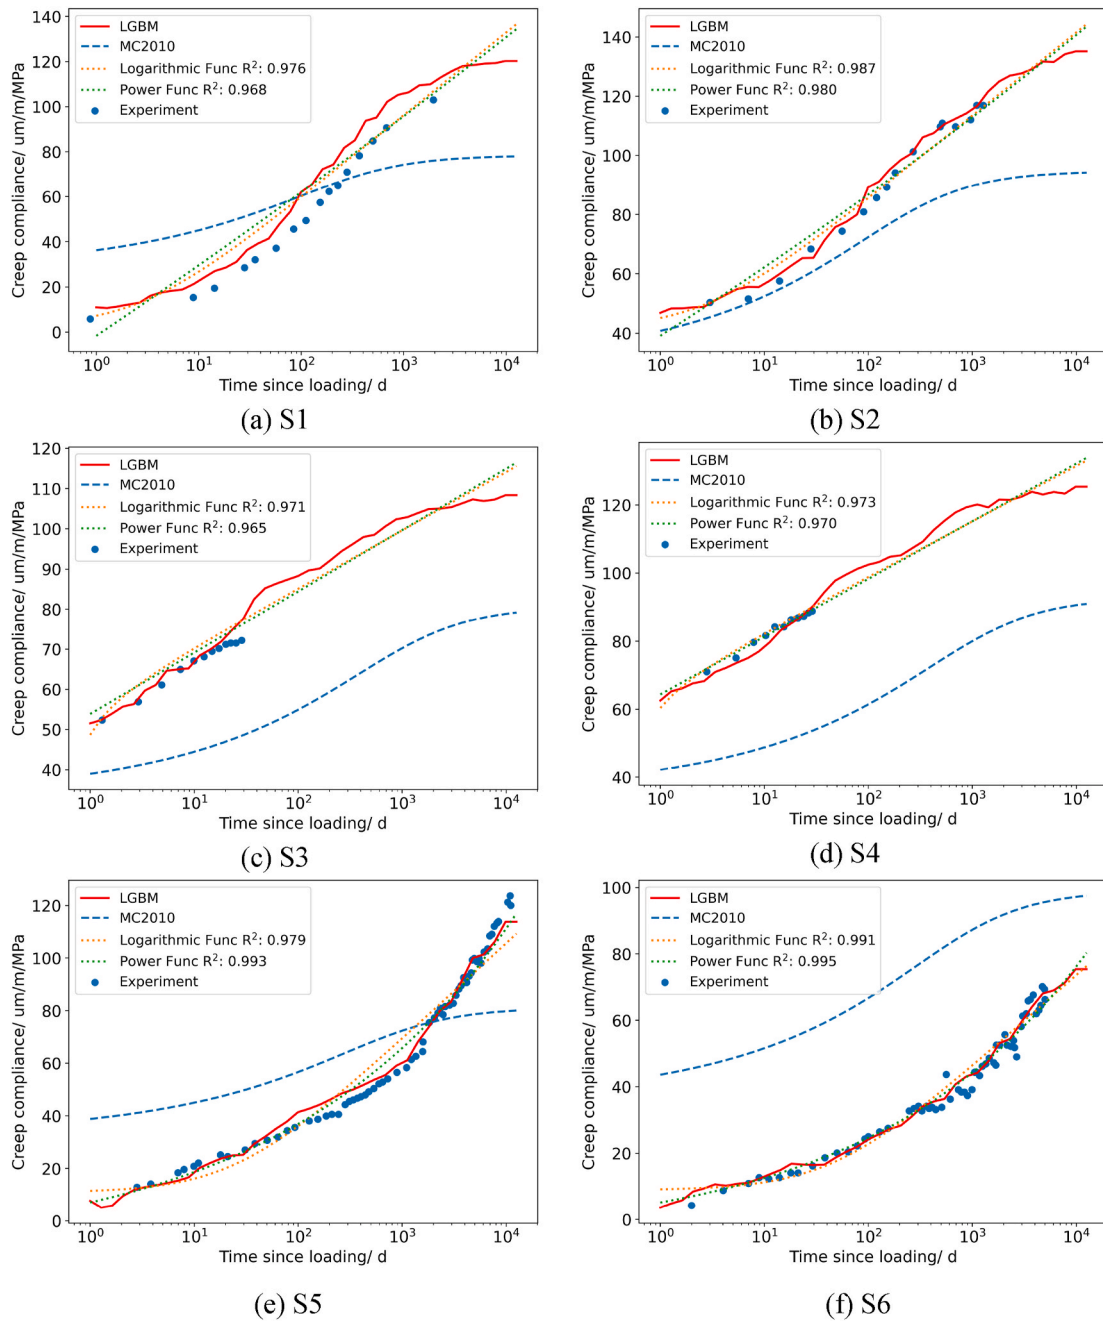 LGBM
MC2010
Logarithmic Func R²: 0.976
Power Func R²: 0.968
Experiment
Creep compliance/ um/m/MPa
140
120
100
80
60
40
20
0
10⁰ 10¹ 10² 10³ 10⁴
Time since loading/ d
(a) S1
LGBM
MC2010
Logarithmic Func R²: 0.987
Power Func R²: 0.980
Experiment
Creep compliance/ um/m/MPa
140
120
100
80
60
40
10⁰ 10¹ 10² 10³ 10⁴
Time since loading/ d
(b) S2
LGBM
MC2010
Logarithmic Func R²: 0.971
Power Func R²: 0.965
Experiment
Creep compliance/ um/m/MPa
120
110
100
90
80
70
60
50
40
10⁰ 10¹ 10² 10³ 10⁴
Time since loading/ d
(c) S3
LGBM
MC2010
Logarithmic Func R²: 0.973
Power Func R²: 0.970
Experiment
Creep compliance/ um/m/MPa
120
100
80
60
40
10⁰ 10¹ 10² 10³ 10⁴
Time since loading/ d
(d) S4
LGBM
MC2010
Logarithmic Func R²: 0.979
Power Func R²: 0.993
Experiment
Creep compliance/ um/m/MPa
120
100
80
60
40
20
0
10⁰ 10¹ 10² 10³ 10⁴
Time since loading/ d
(e) S5
LGBM
MC2010
Logarithmic Func R²: 0.991
Power Func R²: 0.995
Experiment
Creep compliance/ um/m/MPa
100
80
60
40
20
0
10⁰ 10¹ 10² 10³ 10⁴
Time since loading/ d
(f) S6